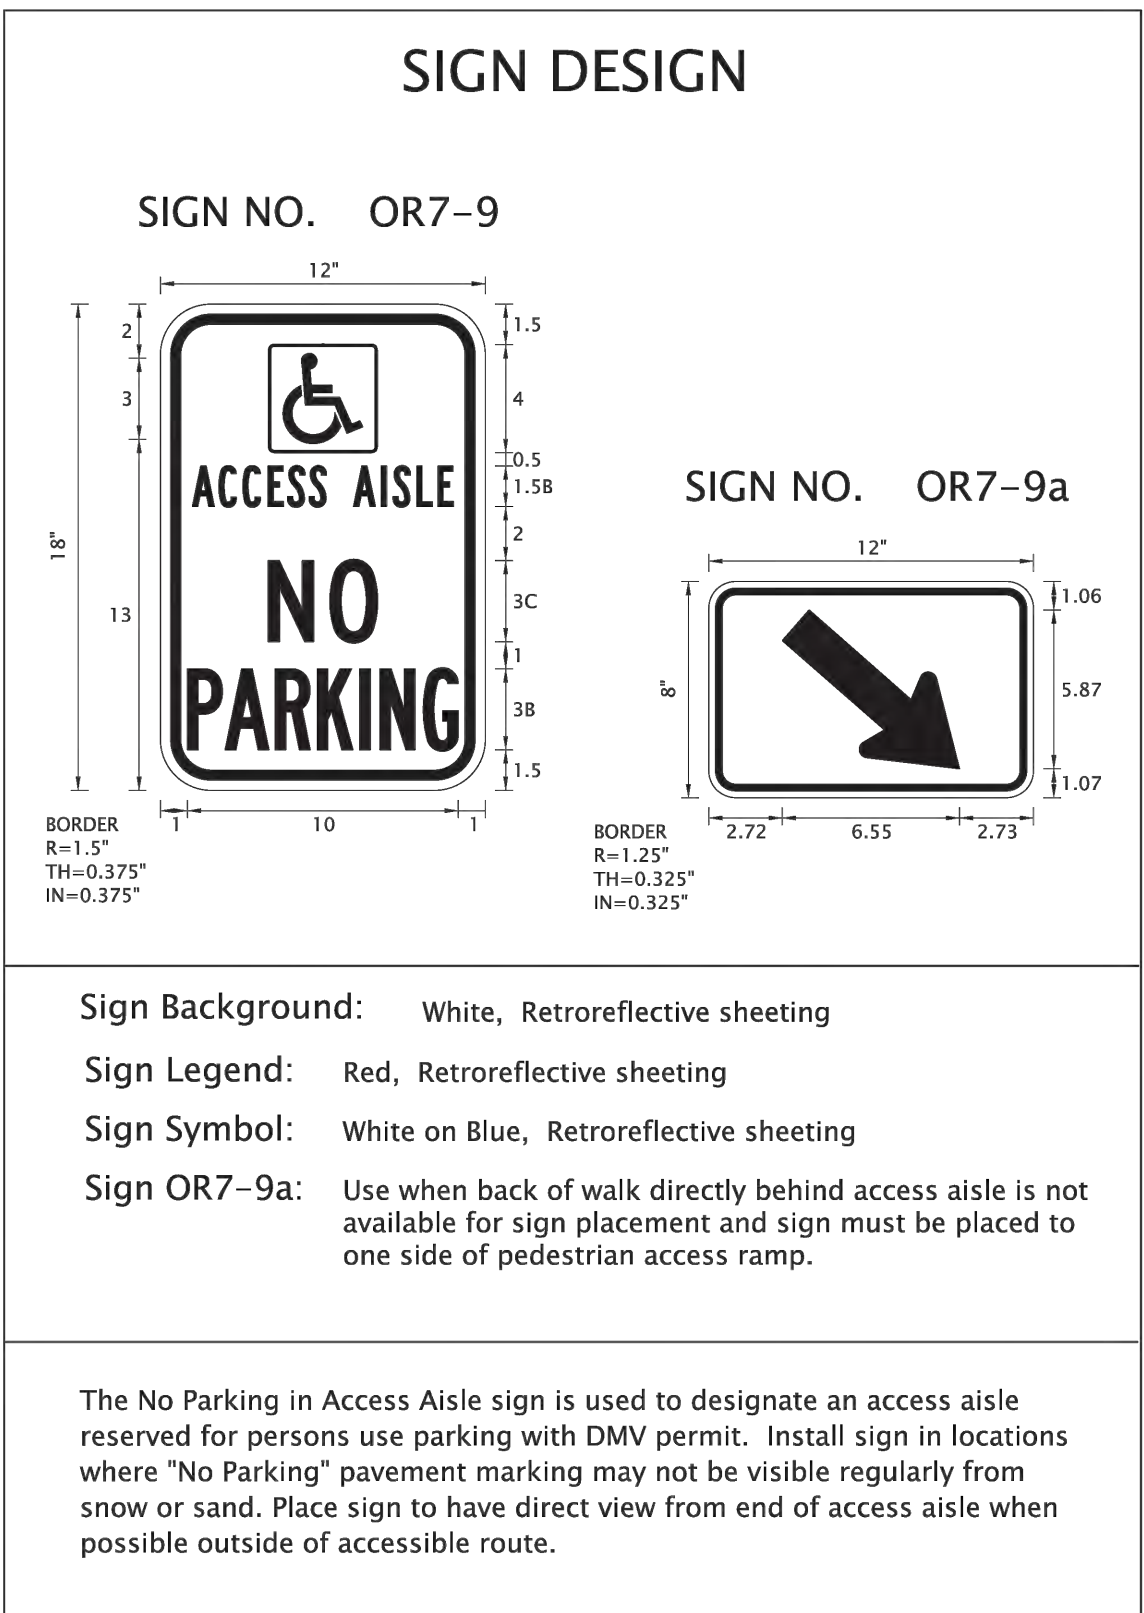 SIGN DESIGN
SIGN NO. OR7-9
12"
2
3
13
18"
1.5
4
0.5
1.5B
2
3C
1
3B
1.5
ACCESS AISLE
NO
PARKING
1 10 1
BORDER
R=1.5"
TH=0.375"
IN=0.375"
SIGN NO. OR7-9a
12"
8"
1.06
5.87
1.07
2.72 6.55 2.73
BORDER
R=1.25"
TH=0.325"
IN=0.325"
Sign Background: White, Retroreflective sheeting
Sign Legend: Red, Retroreflective sheeting
Sign Symbol: White on Blue, Retroreflective sheeting
Sign OR7-9a: Use when back of walk directly behind access aisle is not
available for sign placement and sign must be placed to
one side of pedestrian access ramp.
The No Parking in Access Aisle sign is used to designate an access aisle
reserved for persons use parking with DMV permit. Install sign in locations
where "No Parking" pavement marking may not be visible regularly from
snow or sand. Place sign to have direct view from end of access aisle when
possible outside of accessible route.